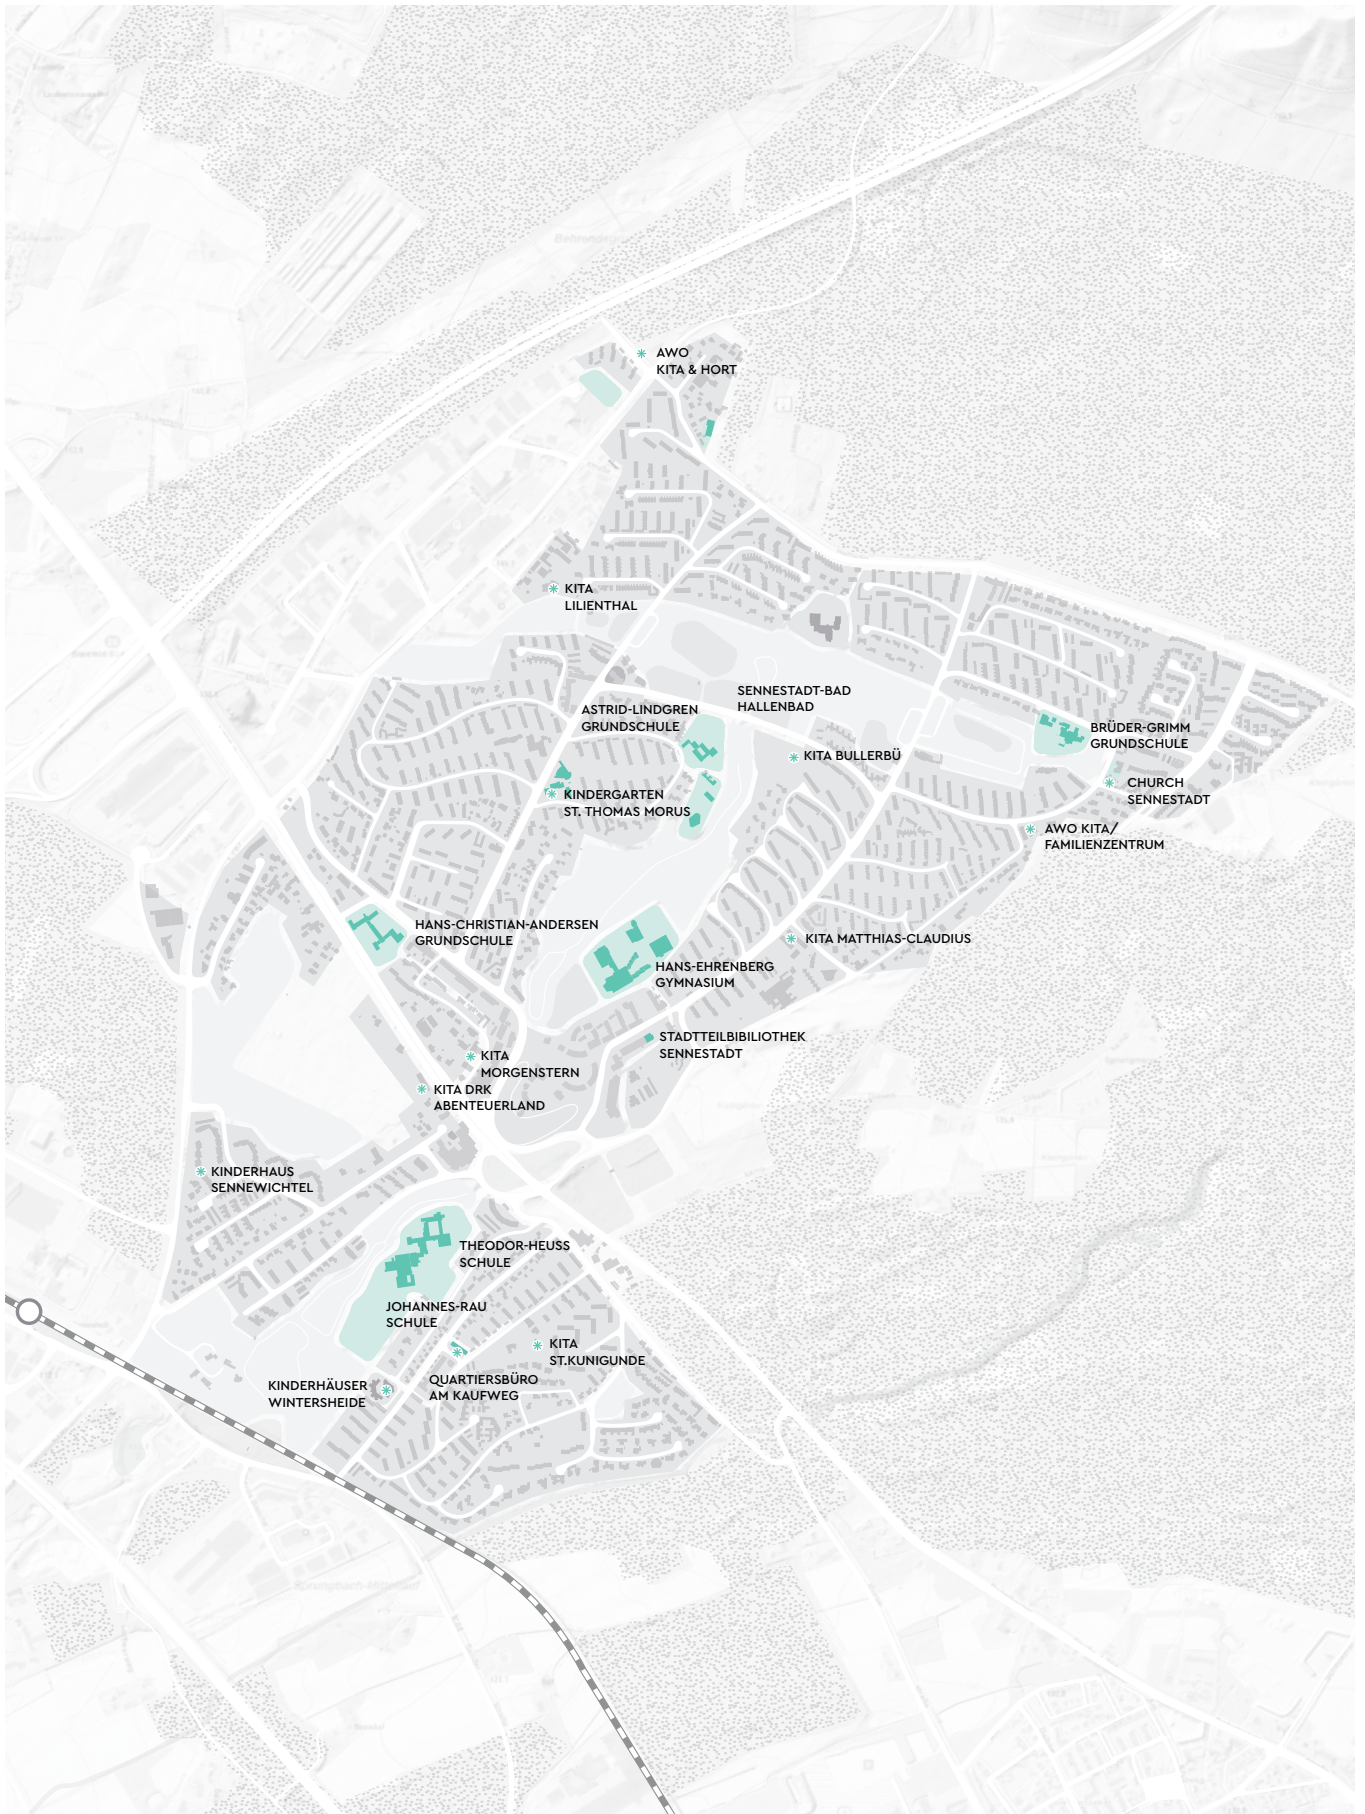 AWO
KITA & HORT
KITA
LILIENTHAL
SENNESTADT-BAD
HALLENBAD
ASTRID-LINDGREN
GRUNDSCHULE
BRÜDER-GRIMM
GRUNDSCHULE
KITA BULLERBÜ
CHURCH
SENNESTADT
KINDERGARTEN
ST. THOMAS MORUS
AWO KITA/
FAMILIENZENTRUM
HANS-CHRISTIAN-ANDERSEN
GRUNDSCHULE
KITA MATTHIAS-CLAUDIUS
HANS-EHRENBERG
GYMNASIUM
STADTTEILBIBILIOTHEK
SENNESTADT
KITA
MORGENSTERN
KITA DRK
ABENTEUERLAND
KINDERHAUS
SENNEWICHTEL
THEODOR-HEUSS
SCHULE
JOHANNES-RAU
SCHULE
KITA
ST.KUNIGUNDE
QUARTIERSBÜRO
AM KAUFWEG
KINDERHÄUSER
WINTERSHEIDE